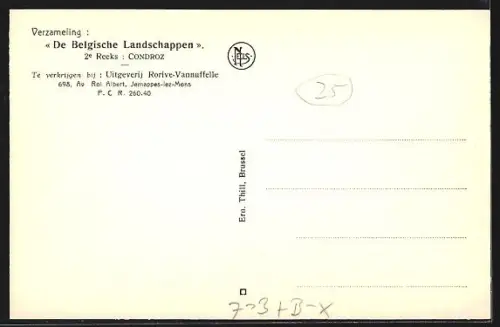 Verzameling :
« De Belgische Landschappen ».
2e Reeks : CONDROZ
Te verkrijgen bij : Uitgeverij Rorive-Vannuffelle
698, Av Roi Albert, Jemappes-lez-Mons
P. C R. 260.40
25
Ern. Thill, Brussel
7-3+B-X